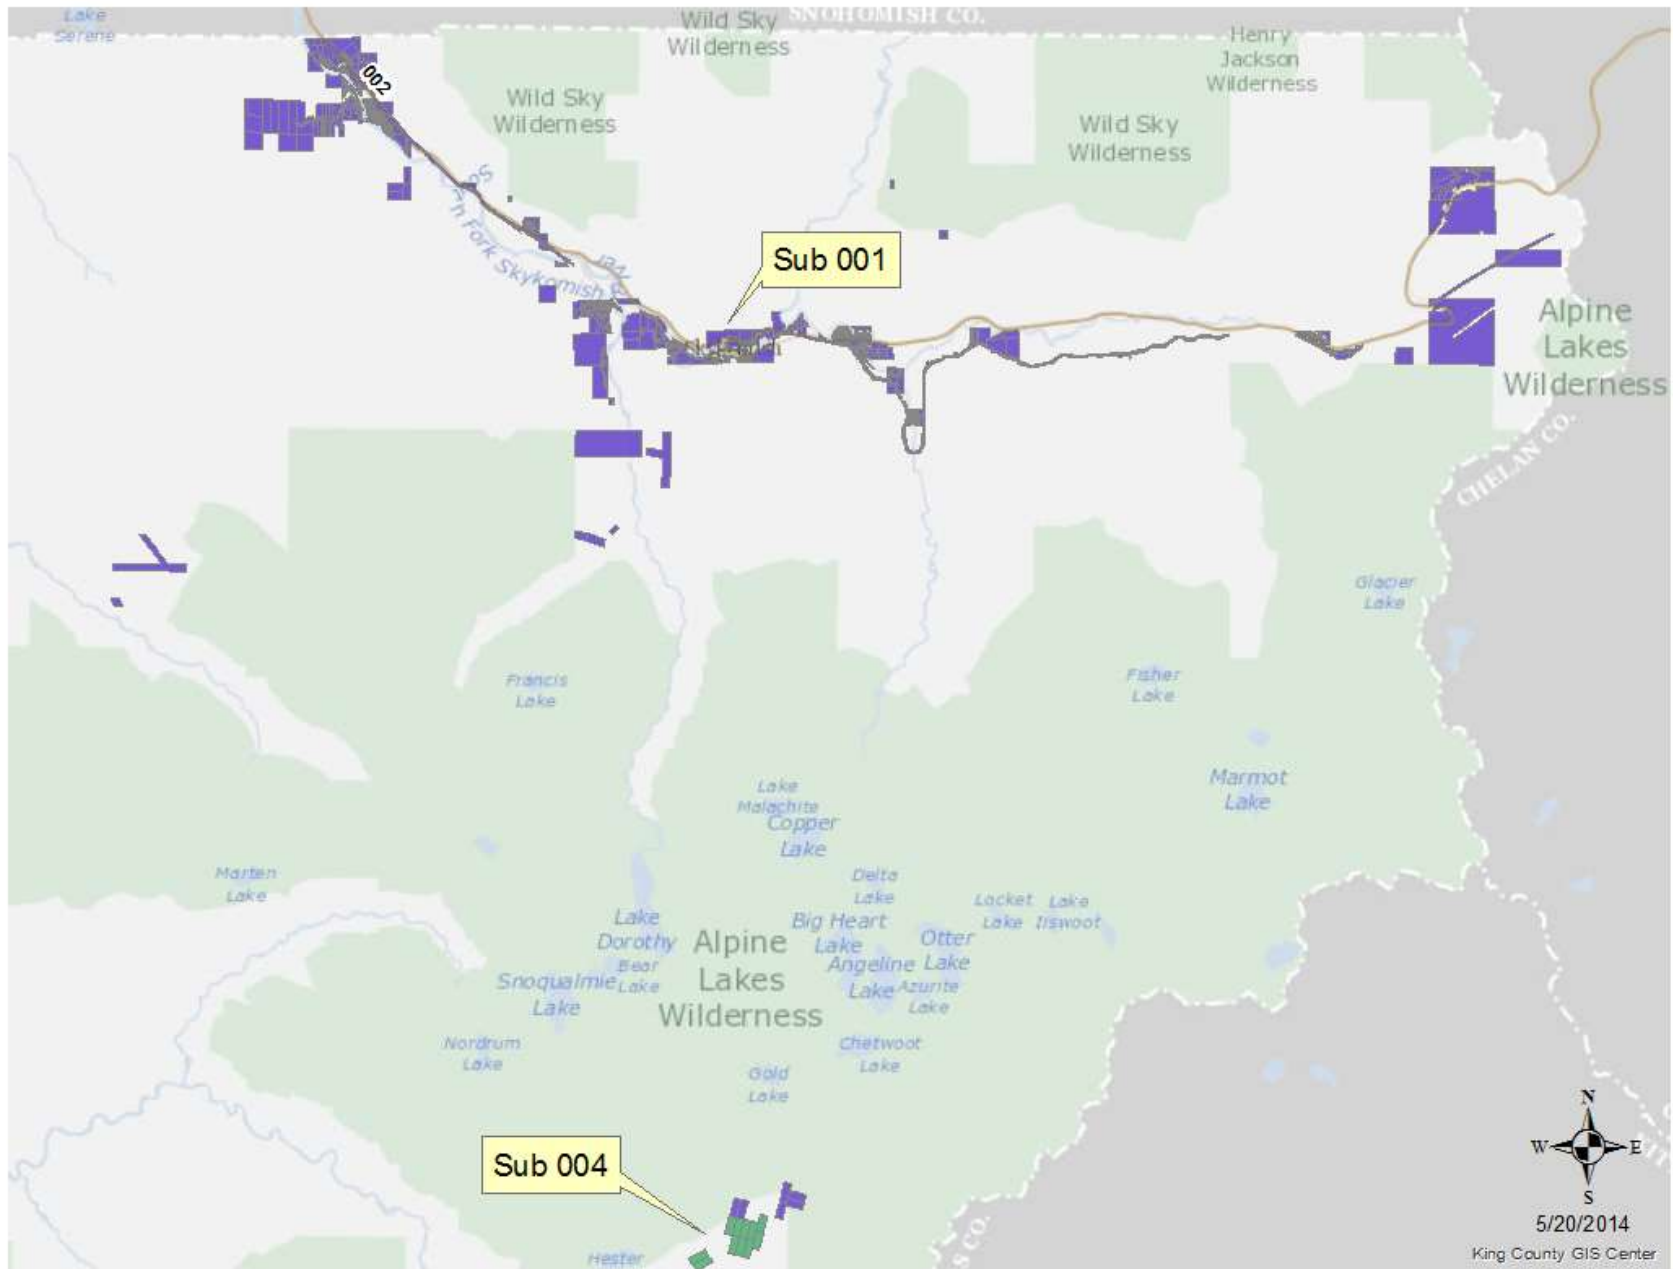 Lake
Serene
SNOHOMISH CO.
Wild Sky
Wilderness
Henry
Jackson
Wilderness
002
Wild Sky
Wilderness
Wild Sky
Wilderness
Fork Skykomish
Sub 001
Alpine
Lakes
Wilderness
CHELAN CO.
Glacier
Lake
Francis
Lake
Fisher
Lake
Marmot
Lake
Lake
Malachite
Copper
Lake
Marten
Lake
Delta
Lake
Locket
Lake
Lake
Ilswoot
Lake
Dorothy
Big Heart
Lake
Otter
Lake
Alpine
Lakes
Wilderness
Bear
Lake
Angeline
Lake
Snoqualmie
Lake
Azurite
Lake
Nordrum
Lake
Chetwoot
Lake
Gold
Lake
Sub 004
Hester
S CO.
N
W E
S
5/20/2014
King County GIS Center